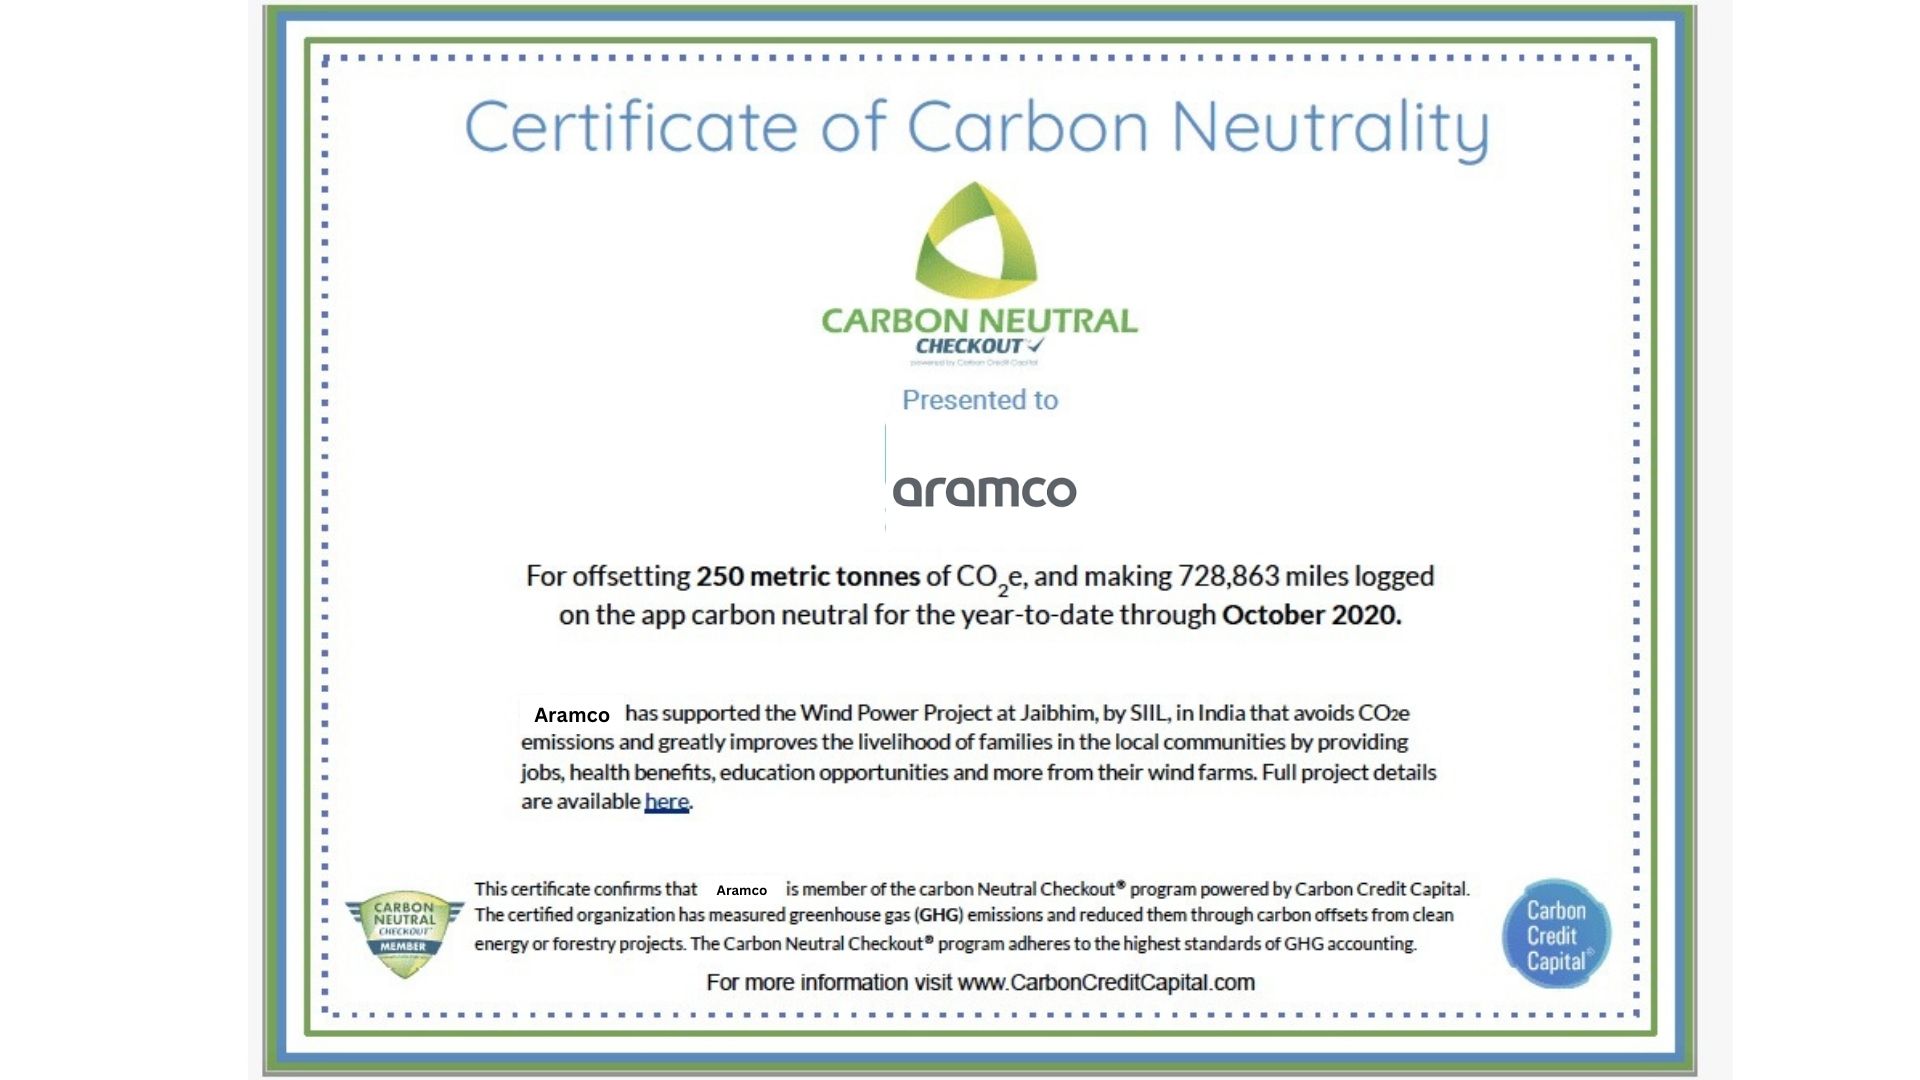 Certificate of Carbon Neutrality
CARBON NEUTRAL
CHECKOUT
powered by Carbon Credit Capital
Presented to
aramco
For offsetting 250 metric tonnes of CO₂e, and making 728,863 miles logged
on the app carbon neutral for the year-to-date through October 2020.
Aramco has supported the Wind Power Project at Jaibhim, by SIIL, in India that avoids CO2e
emissions and greatly improves the livelihood of families in the local communities by providing
jobs, health benefits, education opportunities and more from their wind farms. Full project details
are available here.
This certificate confirms that Aramco is member of the carbon Neutral Checkout® program powered by Carbon Credit Capital.
The certified organization has measured greenhouse gas (GHG) emissions and reduced them through carbon offsets from clean
energy or forestry projects. The Carbon Neutral Checkout® program adheres to the highest standards of GHG accounting.
For more information visit www.CarbonCreditCapital.com
CARBON
NEUTRAL
CHECKOUT
MEMBER
Carbon
Credit
Capital®